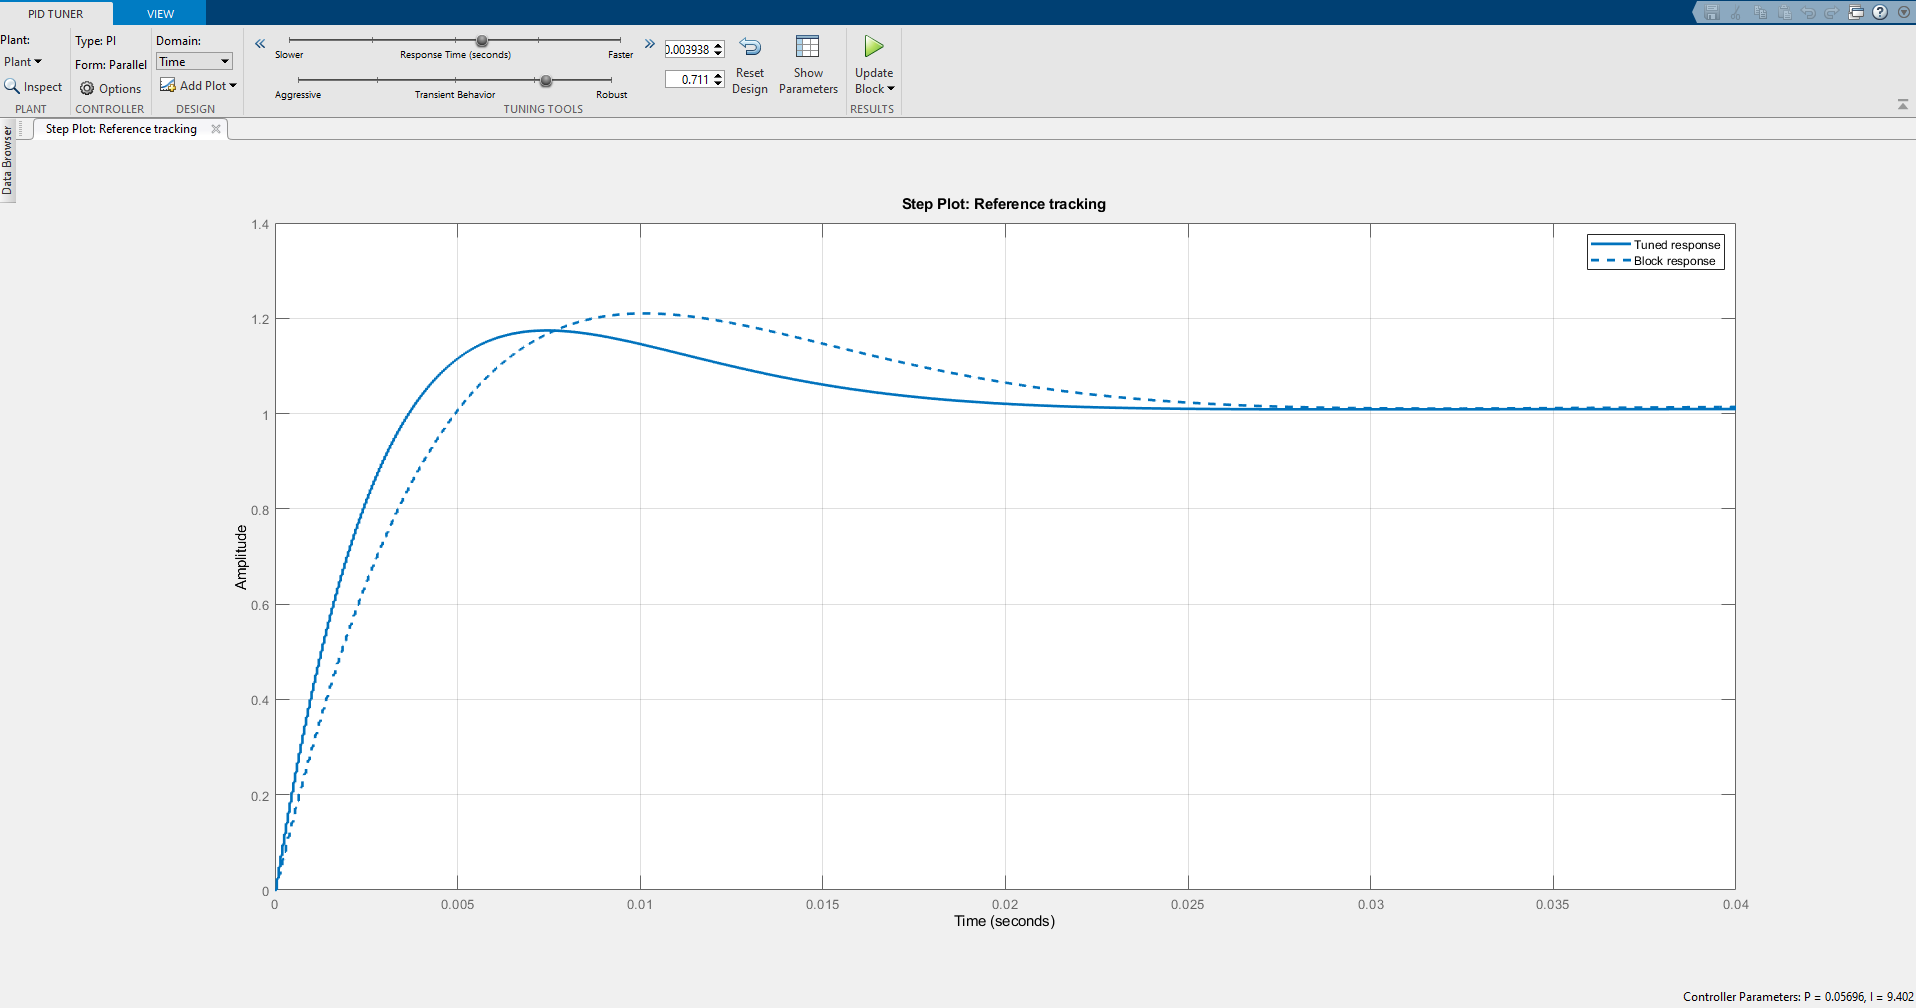 PID TUNER
VIEW
Plant:
Plant
Inspect
PLANT
Type: PI
Form: Parallel
Options
CONTROLLER
Domain:
Time
Add Plot
DESIGN
Slower
Response Time (seconds)
Faster
0.003938
Aggressive
Transient Behavior
Robust
0.711
Reset
Design
Show
Parameters
TUNING TOOLS
Update
Block
RESULTS
Data Browser
Step Plot: Reference tracking
Step Plot: Reference tracking
Tuned response
Block response
Amplitude
1.4
1.2
1
0.8
0.6
0.4
0.2
0
0
0.005
0.01
0.015
0.02
0.025
0.03
0.035
0.04
Time (seconds)
Controller Parameters: P = 0.05696, I = 9.402